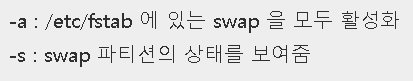 -a : /etc/fstab 에 있는 swap 을 모두 활성화
-s : swap 파티션의 상태를 보여줌